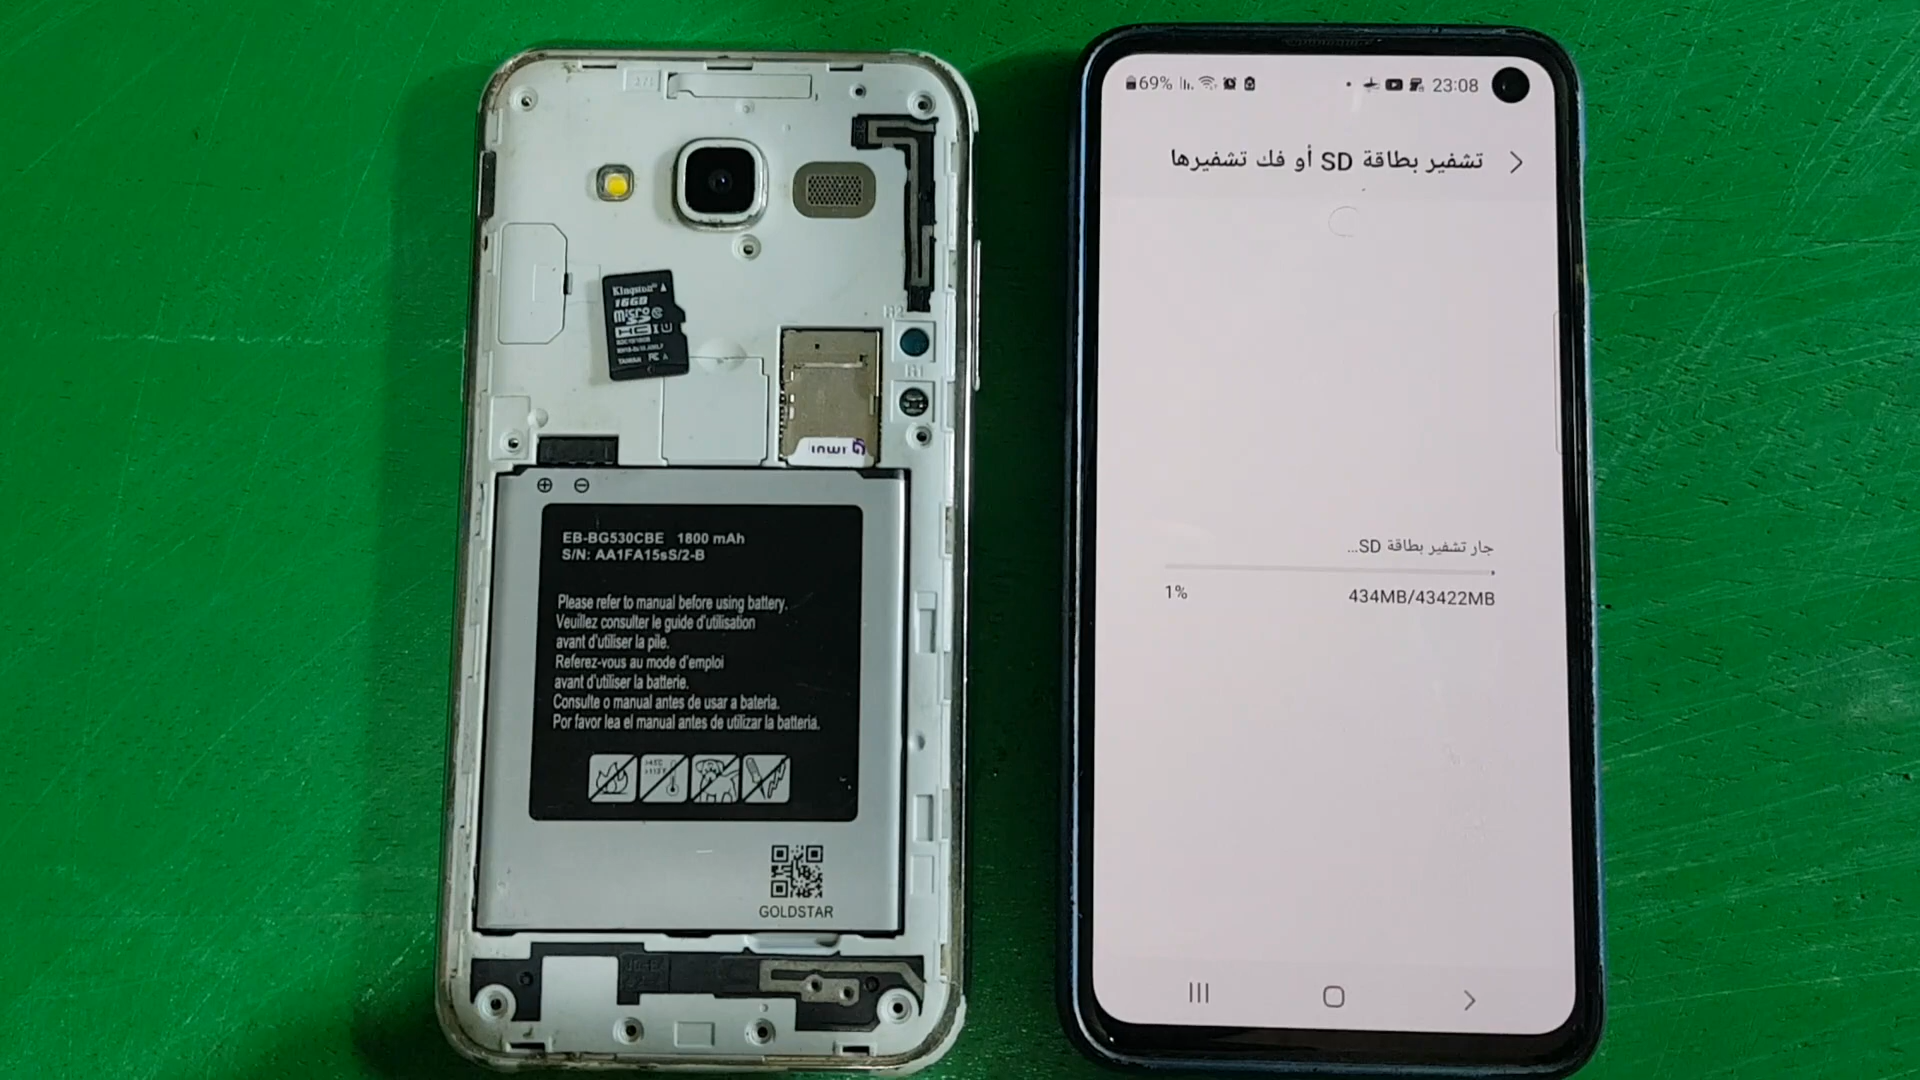 Kingston
16GB
micro
HC I
TAIWAN
R2
R1
inwi
EB-BG530CBE 1800 mAh
S/N: AA1FA15sS/2-B
Please refer to manual before using battery.
Veuillez consulter le guide d'utilisation
avant d'utiliser la pile.
Referez-vous au mode d'emploi
avant d'utiliser la batterie.
Consulte o manual antes de usar a bateria.
Por favor lea el manual antes de utilizar la batteria.
GOLDSTAR
69% 23:08
تشفير بطاقة SD أو فك تشفيرها
جار تشفير بطاقة SD...
1% 434MB/43422MB